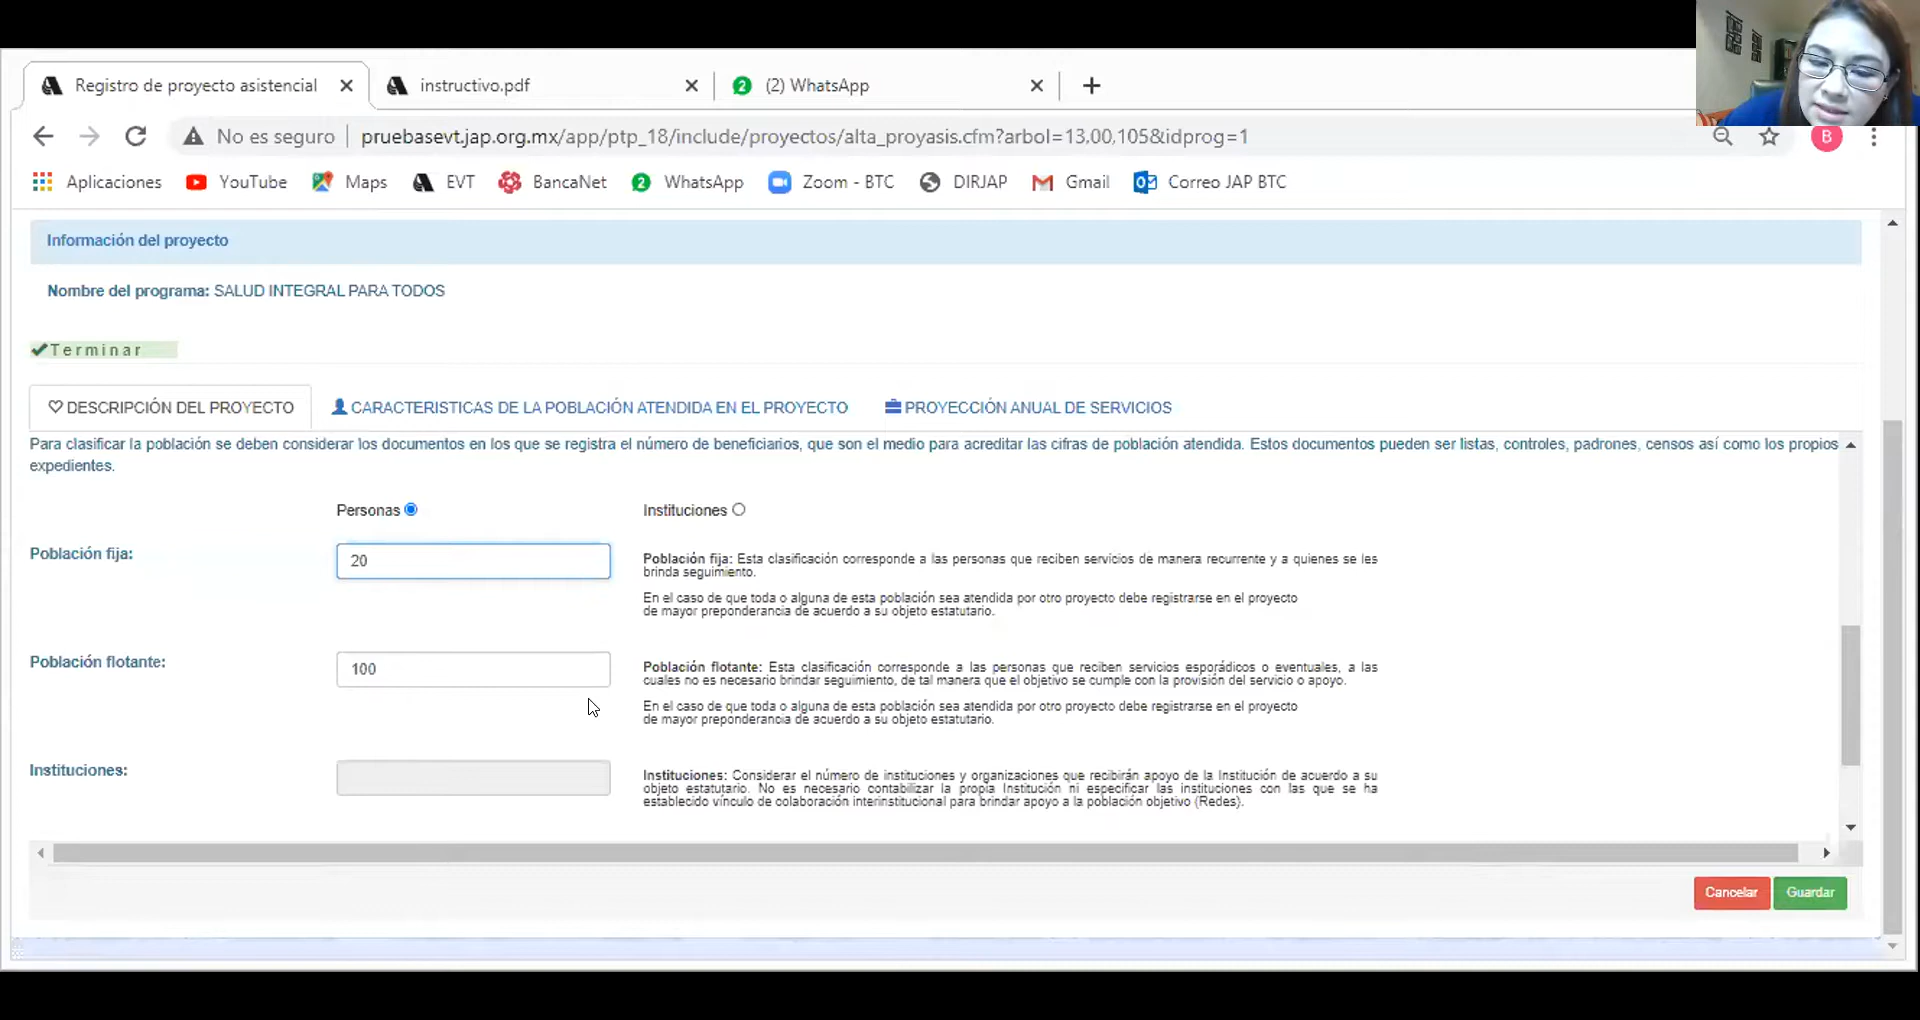 Registro de proyecto asistencial
instructivo.pdf
2 (2) WhatsApp
No es seguro pruebasevt.jap.org.mx/app/ptp_18/include/proyectos/alta_proyasis.cfm?arbol=13,00,105&idprog=1
B
Aplicaciones YouTube Maps EVT BancaNet 2 WhatsApp Zoom - BTC DIRJAP Gmail Correo JAP BTC
Información del proyecto
Nombre del programa: SALUD INTEGRAL PARA TODOS
Terminar
DESCRIPCIÓN DEL PROYECTO CARACTERISTICAS DE LA POBLACIÓN ATENDIDA EN EL PROYECTO PROYECCIÓN ANUAL DE SERVICIOS
Para clasificar la población se deben considerar los documentos en los que se registra el número de beneficiarios, que son el medio para acreditar las cifras de población atendida. Estos documentos pueden ser listas, controles, padrones, censos así como los propios
expedientes.
Personas Instituciones
Población fija: 20
Población fija: Esta clasificación corresponde a las personas que reciben servicios de manera recurrente y a quienes se les
brinda seguimiento.
En el caso de que toda o alguna de esta población sea atendida por otro proyecto debe registrarse en el proyecto
de mayor preponderancia de acuerdo a su objeto estatutario.
Población flotante: 100
Población flotante: Esta clasificación corresponde a las personas que reciben servicios esporádicos o eventuales, a las
cuales no es necesario brindar seguimiento, de tal manera que el objetivo se cumple con la provisión del servicio o apoyo.
En el caso de que toda o alguna de esta población sea atendida por otro proyecto debe registrarse en el proyecto
de mayor preponderancia de acuerdo a su objeto estatutario.
Instituciones:
Instituciones: Considerar el número de instituciones y organizaciones que recibirán apoyo de la Institución de acuerdo a su
objeto estatutario. No es necesario contabilizar la propia Institución ni especificar las instituciones con las que se ha
establecido vínculo de colaboración interinstitucional para brindar apoyo a la población objetivo (Redes).
Cancelar Guardar